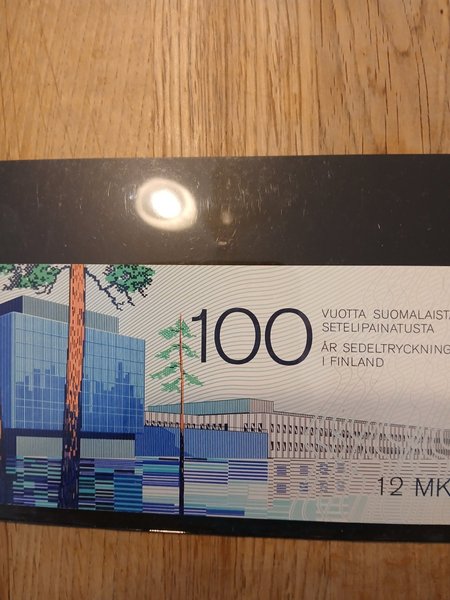 100
VUOTTA SUOMALAISTA
SETELIPAINATUSTA
ÅR SEDELTRYCKNING
I FINLAND
12 MK